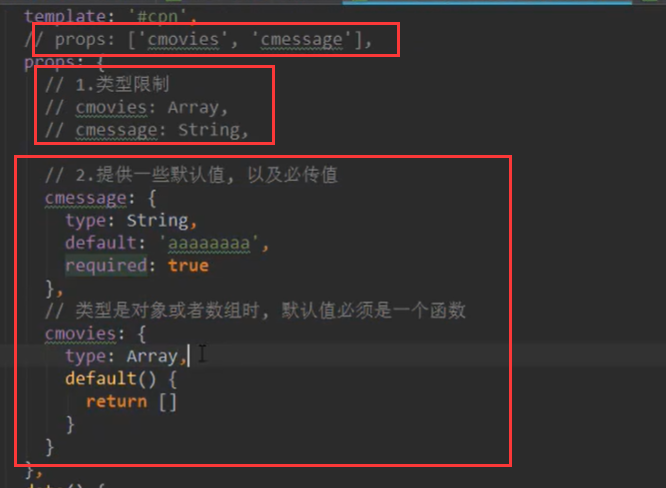 template: '#cpn',
// props: ['cmovies', 'cmessage'],
props: {
// 1.类型限制
// cmovies: Array,
// cmessage: String,
// 2.提供一些默认值, 以及必传值
cmessage: {
type: String,
default: 'aaaaaaaa',
required: true
},
// 类型是对象或者数组时, 默认值必须是一个函数
cmovies: {
type: Array,
default() {
return []
}
}
},
data() {